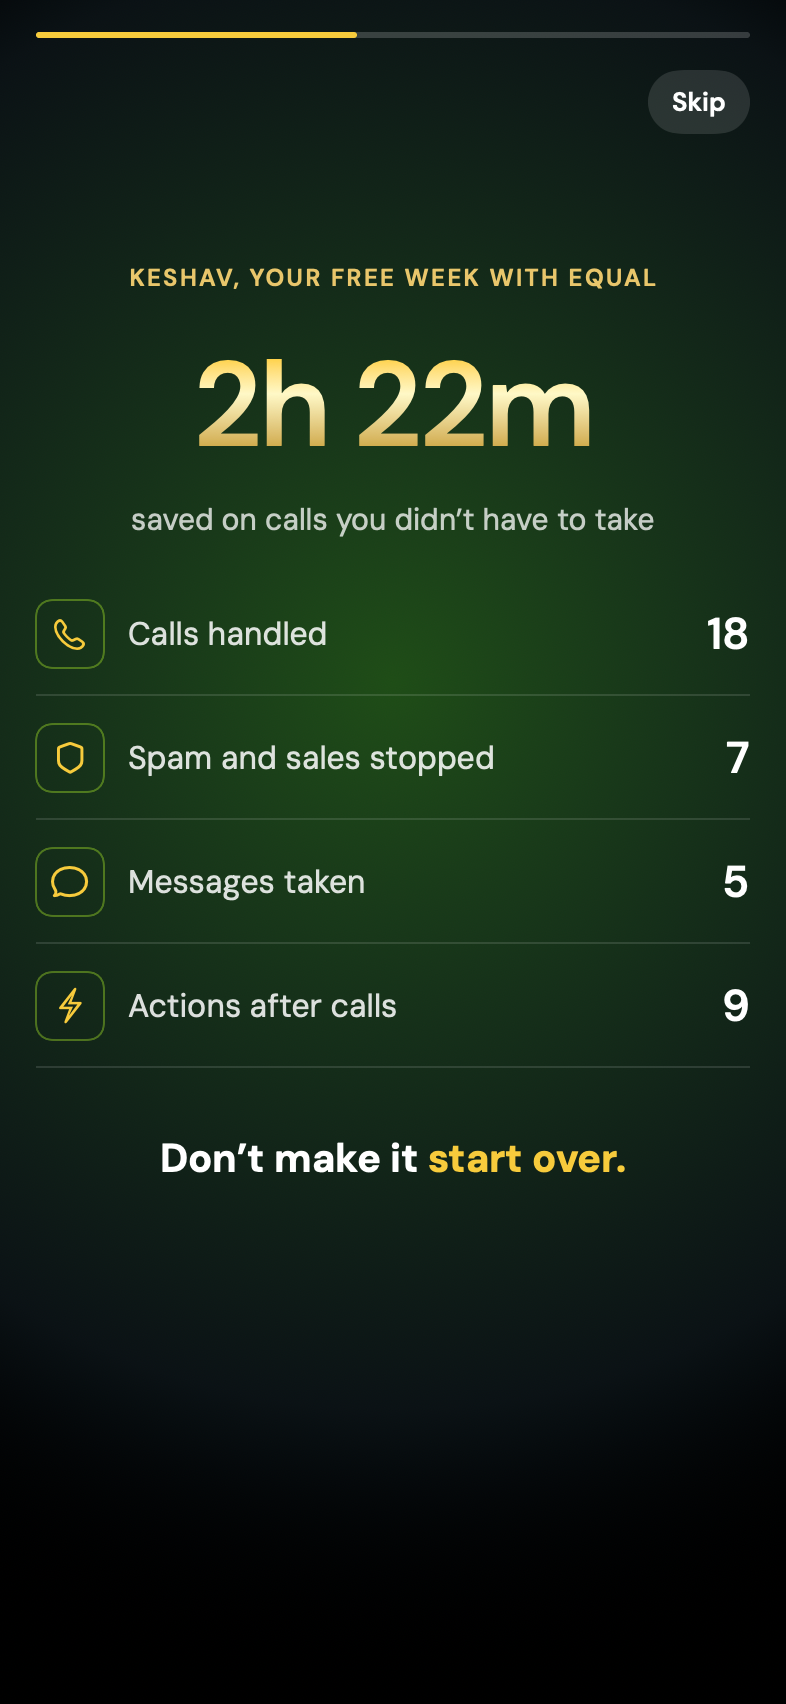 Skip
KESHAV, YOUR FREE WEEK WITH EQUAL
2h 22m
saved on calls you didn’t have to take
Calls handled 18
Spam and sales stopped 7
Messages taken 5
Actions after calls 9
Don’t make it start over.